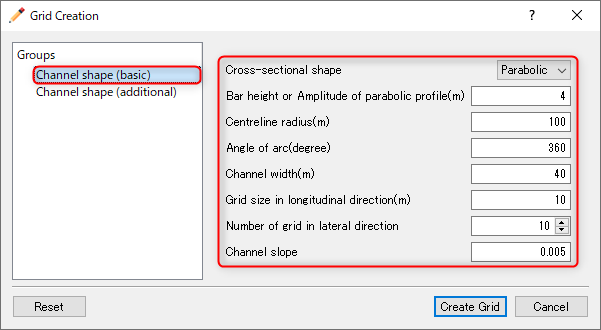 Grid Creation
Groups
Channel shape (basic)
Channel shape (additional)
Cross-sectional shape Parabolic
Bar height or Amplitude of parabolic profile(m) 4
Centreline radius(m) 100
Angle of arc(degree) 360
Channel width(m) 40
Grid size in longitudinal direction(m) 10
Number of grid in lateral direction 10
Channel slope 0.005
Reset Create Grid Cancel